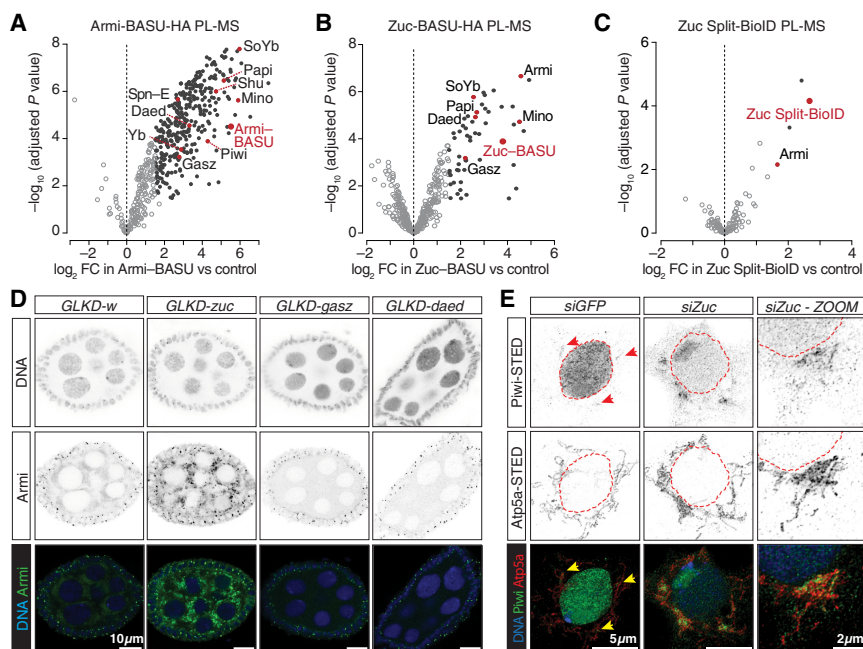 A
Armi-BASU-HA PL-MS
−log10 (adjusted P value)
8
6
4
2
0
−2
0
2
4
6
SoYb
Papi
Shu
Spn–E
Mino
Daed
Armi–
BASU
Yb
Piwi
Gasz
log2 FC in Armi–BASU vs control
B
Zuc-BASU-HA PL-MS
−log10 (adjusted P value)
8
6
4
2
0
−2
0
2
4
6
Armi
SoYb
Papi
Daed
Mino
Zuc–BASU
Gasz
log2 FC in Zuc–BASU vs control
C
Zuc Split-BioID PL-MS
−log10 (adjusted P value)
6
4
2
0
−2
0
2
4
Zuc Split-BioID
Armi
log2 FC in Zuc Split-BioID vs control
D
GLKD-w
GLKD-zuc
GLKD-gasz
GLKD-daed
DNA
Armi
DNA Armi
10µm
E
siGFP
siZuc
siZuc - ZOOM
Piwi-STED
Atp5a-STED
DNA Piwi Atp5a
5µm
2µm